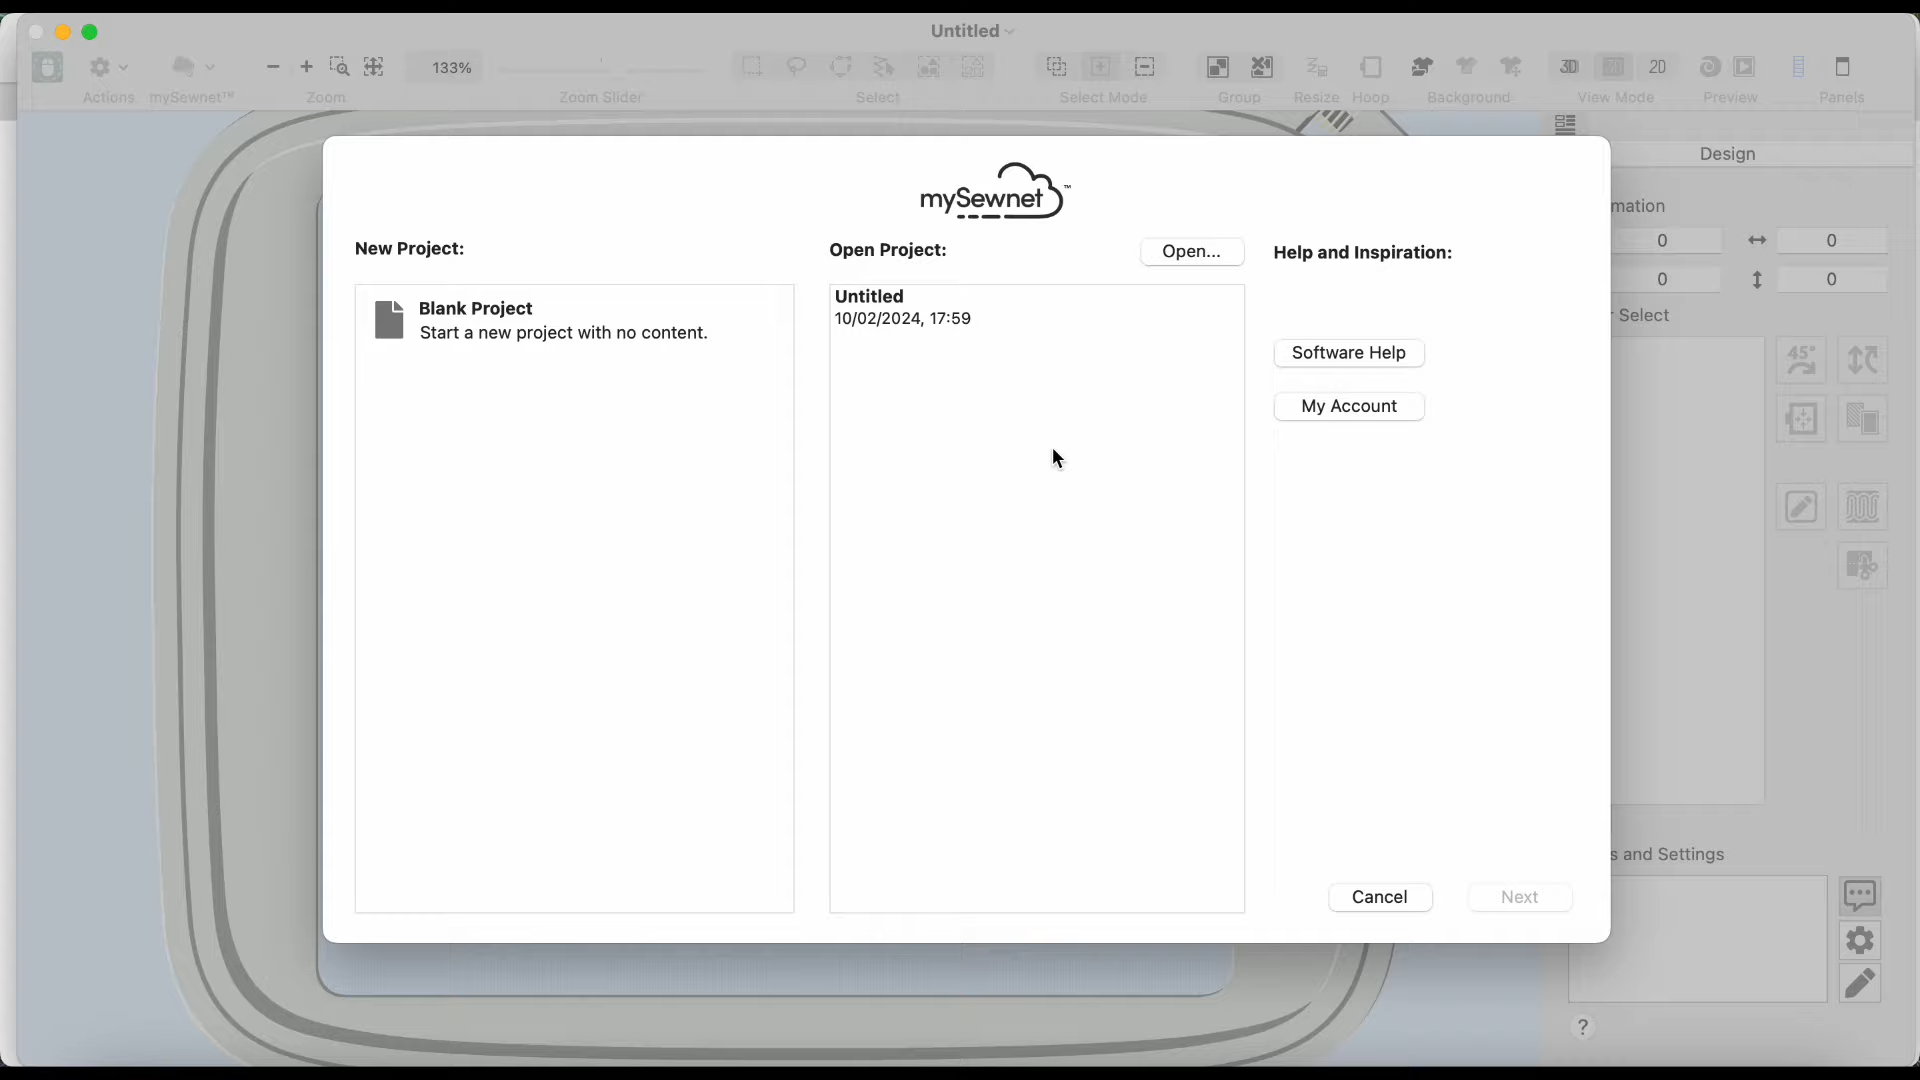 Untitled
133%
3D
2D
Actions
mySewnet™
Zoom
Zoom Slider
Select
Select Mode
Group
Resize
Hoop
Background
View Mode
Preview
Panels
Design
mySewnet™
New Project:
Open Project:
Open...
Help and Inspiration:
Blank Project
Start a new project with no content.
Untitled
10/02/2024, 17:59
Software Help
My Account
Cancel
Next
mation
0
0
0
0
Select
45°
s and Settings
?